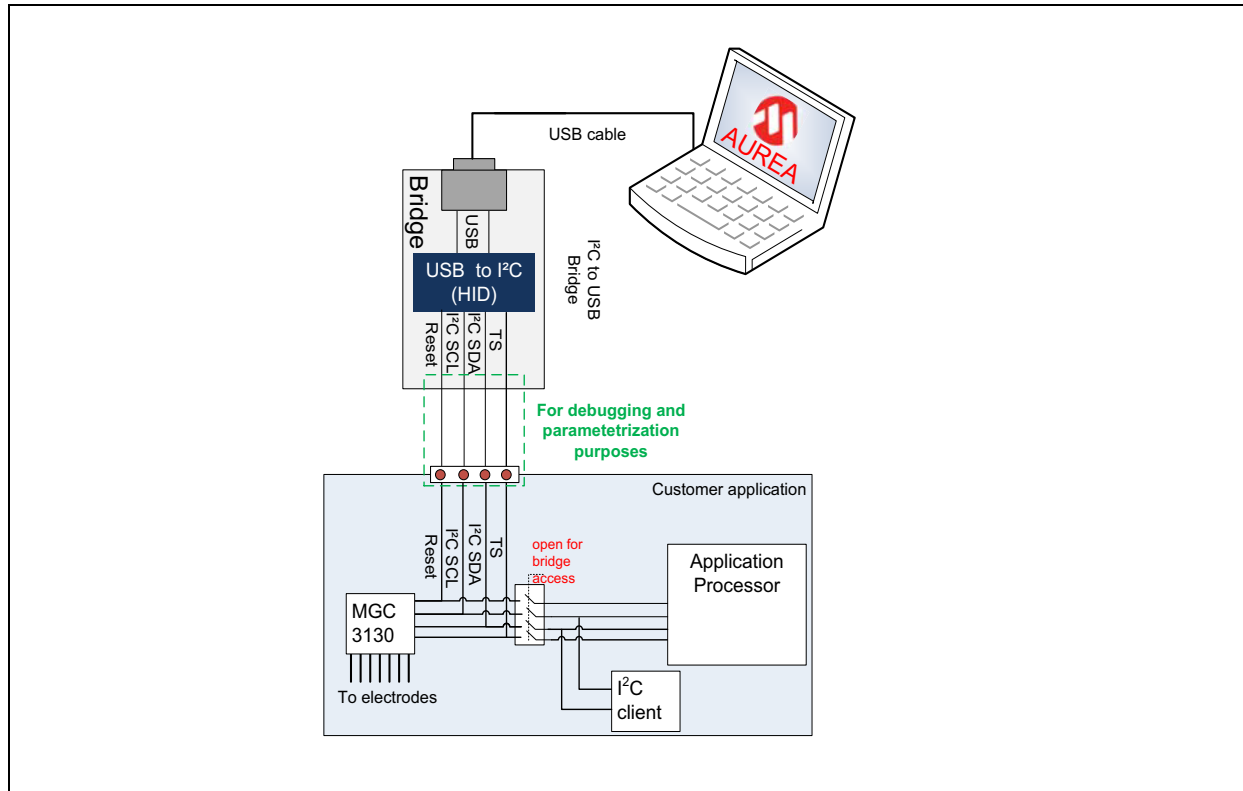 USB cable
AUREA
Bridge
USB
USB to I²C
(HID)
I²C to USB
Bridge
Reset
I²C SCL
I²C SDA
TS
For debugging and
parametetrization
purposes
Customer application
Reset
I²C SCL
I²C SDA
TS
open for
bridge
access
Application
Processor
MGC
3130
To electrodes
I²C
client